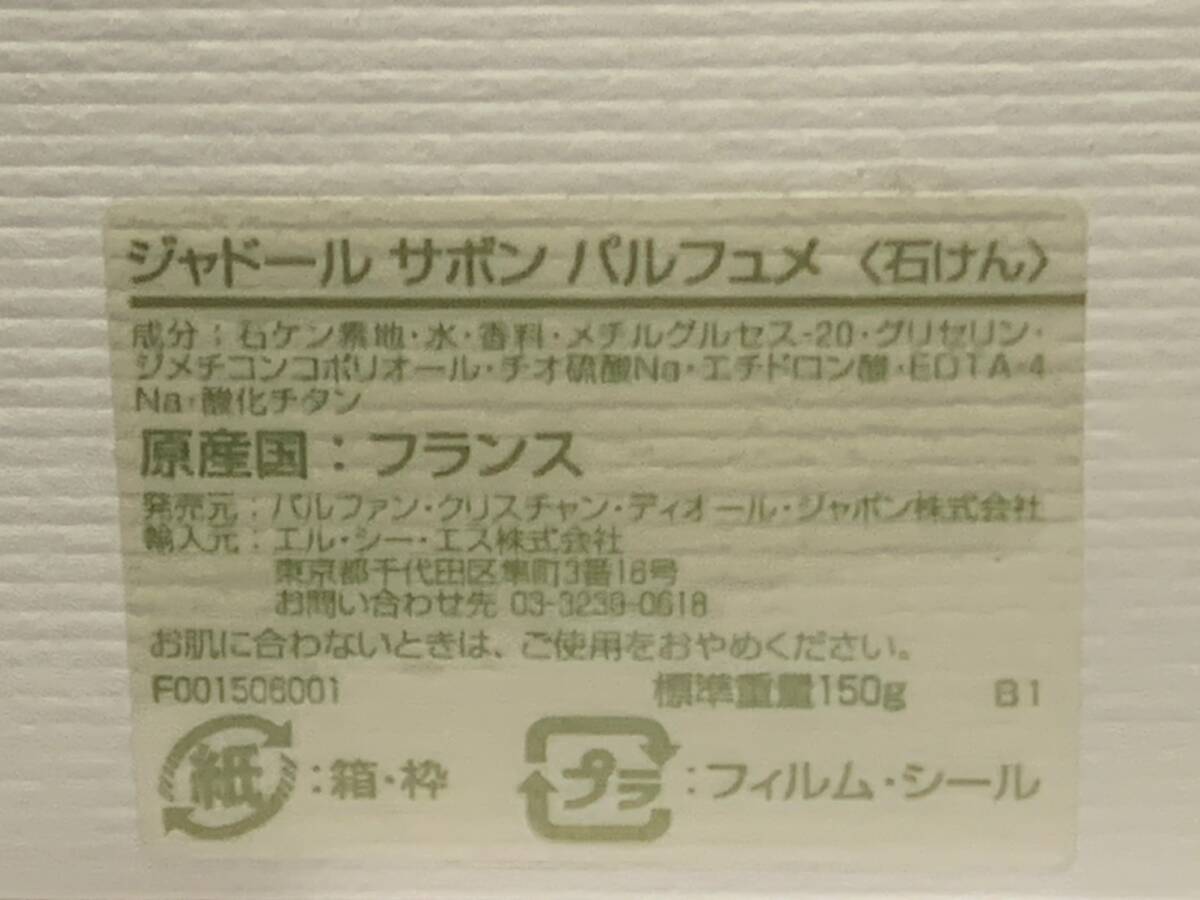 ジャドール サボン パルフュメ 〈石けん〉
成分：石ケン素地・水・香料・メチルグルセス-20・グリセリン・
ジメチコンコポリオール・チオ硫酸Na・エチドロン酸・EDTA-4
Na・酸化チタン
原産国：フランス
発売元：パルファン・クリスチャン・ディオール・ジャポン株式会社
輸入元：エル・シー・エス株式会社
東京都千代田区隼町3番16号
お問い合わせ先 03-3239-0618
お肌に合わないときは、ご使用をおやめください。
F001506001 標準重量150g B1
紙：箱・枠 プラ：フィルム・シール